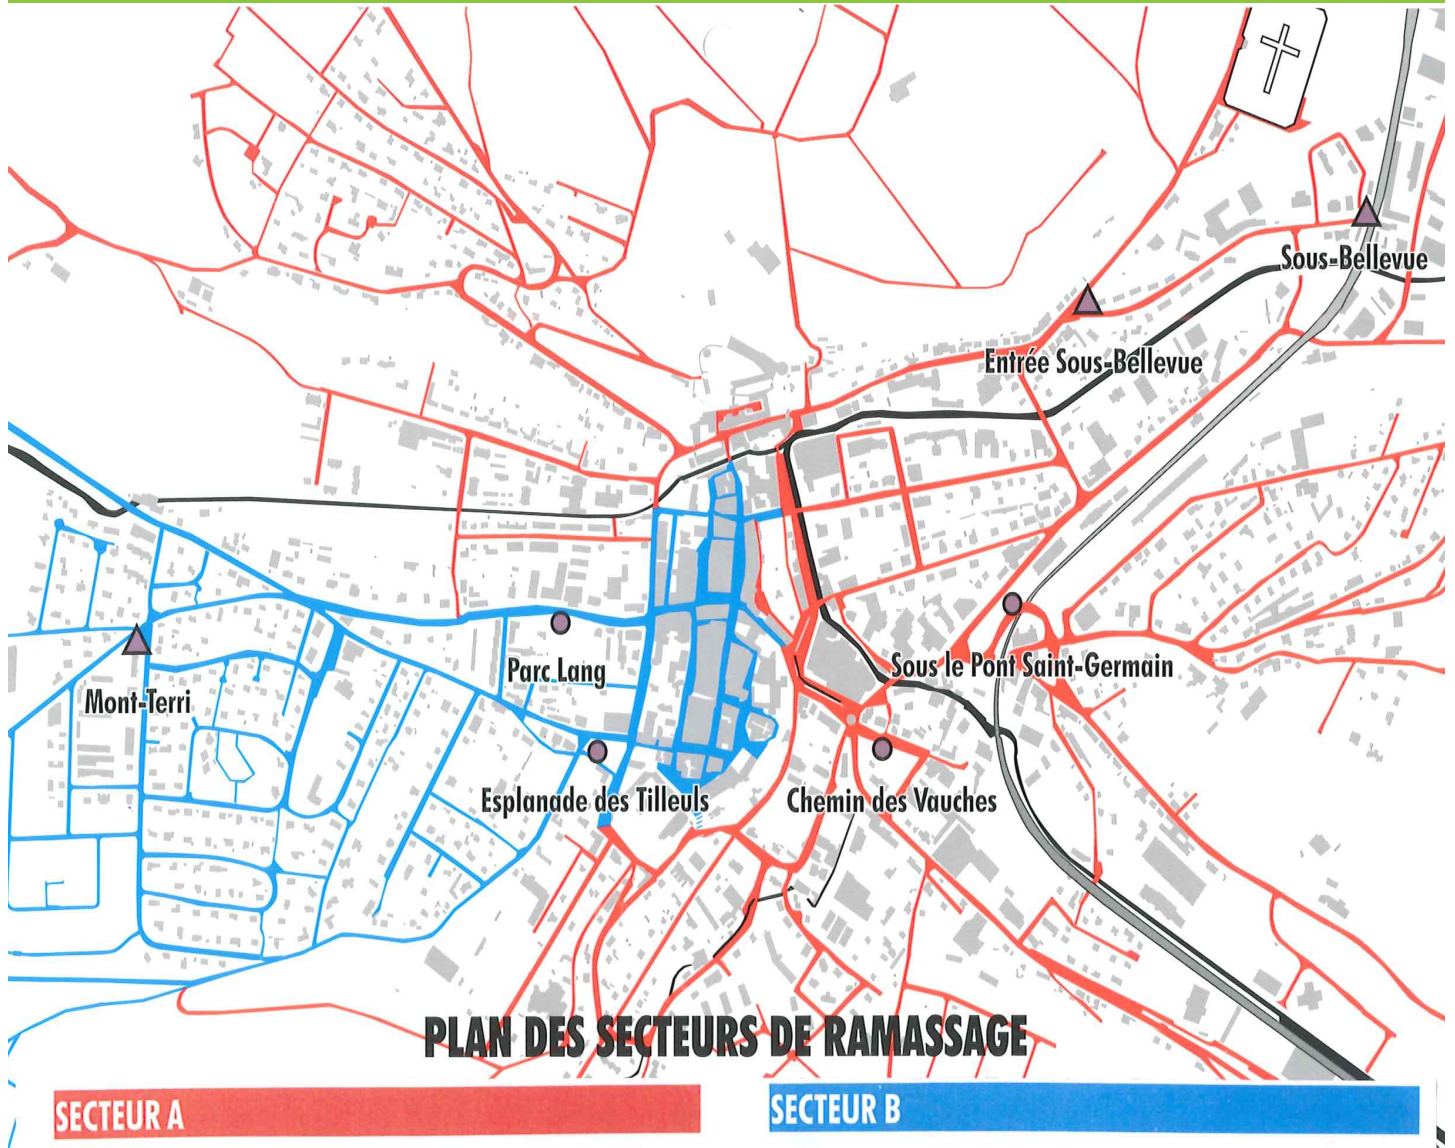 Sous-Bellevue
Entrée Sous-Bellevue
Parc Lang
Sous le Pont Saint-Germain
Mont-Terri
Esplanade des Tilleuls
Chemin des Vauches
PLAN DES SECTEURS DE RAMASSAGE
SECTEUR A
SECTEUR B